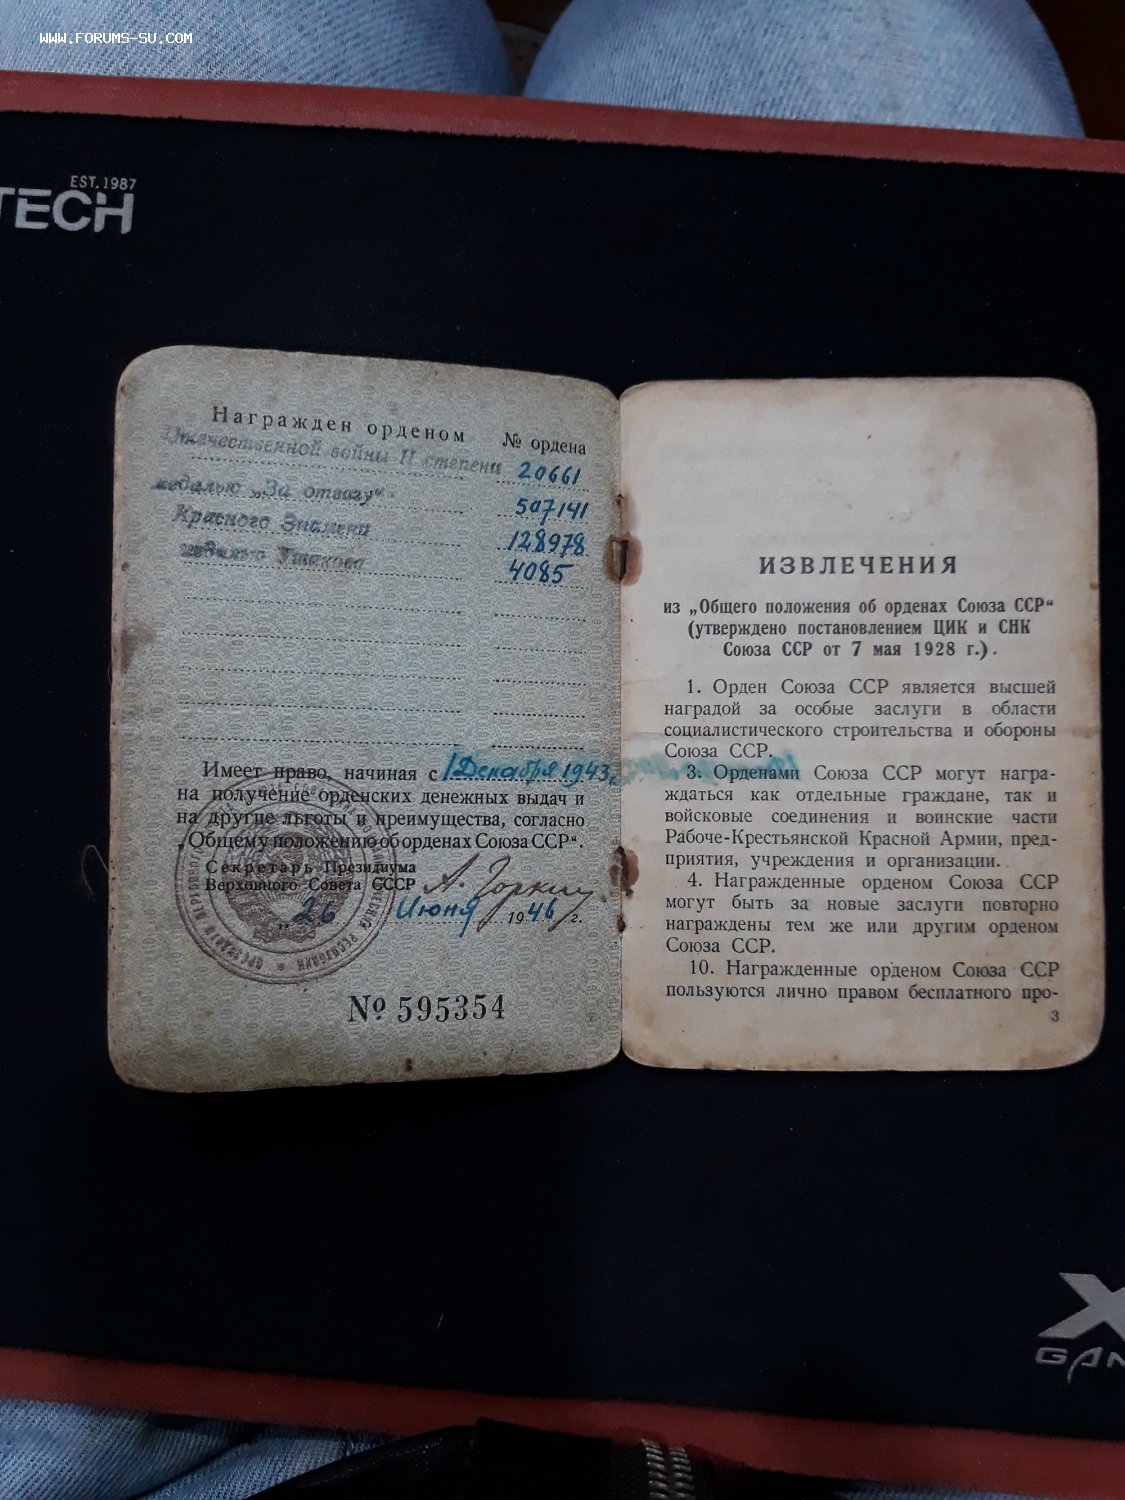 WWW.FORUMS-SU.COM
EST. 1987
TECH
Награжден орденом № ордена
Отечественной войны II степени 20661
медалью „За отвагу“ 507141
Красного Знамени 128978
медалью Ушакова 4085
Имеет право, начиная с 1 Декабря 1943 г.
на получение орденских денежных выдач и
на другие льготы и преимущества, согласно
„Общему положению об орденах Союза ССР“.
Секретарь Президиума
Верховного Совета СССР А. Горкин
„26 Июня 1946 г.
№ 595354
ИЗВЛЕЧЕНИЯ
из „Общего положения об орденах Союза ССР“
(утверждено постановлением ЦИК и СНК
Союза ССР от 7 мая 1928 г.).
1. Орден Союза ССР является высшей
наградой за особые заслуги в области
социалистического строительства и обороны
Союза ССР.
3. Орденами Союза ССР могут награ-
ждаться как отдельные граждане, так и
войсковые соединения и воинские части
Рабоче-Крестьянской Красной Армии, пред-
приятия, учреждения и организации.
4. Награжденные орденом Союза ССР
могут быть за новые заслуги повторно
награждены тем же или другим орденом
Союза ССР.
10. Награжденные орденом Союза ССР
пользуются лично правом бесплатного про-
3
X
GAM